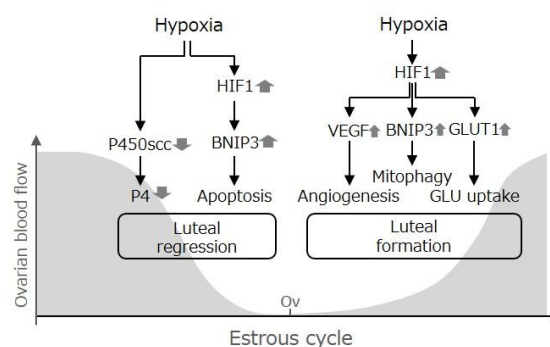 Hypoxia
HIF1
P450scc
BNIP3
P4
Apoptosis
Luteal
regression
Hypoxia
HIF1
VEGF
BNIP3
GLUT1
Mitophagy
Angiogenesis
GLU uptake
Luteal
formation
Ovarian blood flow
Ov
Estrous cycle